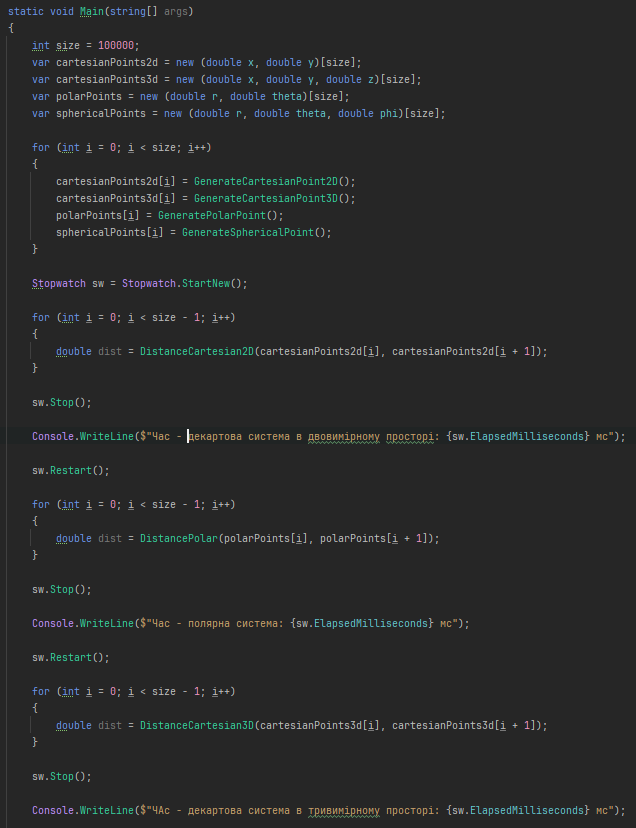 static void Main(string[] args)
{
    int size = 100000;
    var cartesianPoints2d = new (double x, double y)[size];
    var cartesianPoints3d = new (double x, double y, double z)[size];
    var polarPoints = new (double r, double theta)[size];
    var sphericalPoints = new (double r, double theta, double phi)[size];

    for (int i = 0; i < size; i++)
    {
        cartesianPoints2d[i] = GenerateCartesianPoint2D();
        cartesianPoints3d[i] = GenerateCartesianPoint3D();
        polarPoints[i] = GeneratePolarPoint();
        sphericalPoints[i] = GenerateSphericalPoint();
    }

    Stopwatch sw = Stopwatch.StartNew();

    for (int i = 0; i < size - 1; i++)
    {
        double dist = DistanceCartesian2D(cartesianPoints2d[i], cartesianPoints2d[i + 1]);
    }

    sw.Stop();

    Console.WriteLine($"Час - декартова система в двовимірному просторі: {sw.ElapsedMilliseconds} мс");

    sw.Restart();

    for (int i = 0; i < size - 1; i++)
    {
        double dist = DistancePolar(polarPoints[i], polarPoints[i + 1]);
    }

    sw.Stop();

    Console.WriteLine($"Час - полярна система: {sw.ElapsedMilliseconds} мс");

    sw.Restart();

    for (int i = 0; i < size - 1; i++)
    {
        double dist = DistanceCartesian3D(cartesianPoints3d[i], cartesianPoints3d[i + 1]);
    }

    sw.Stop();

    Console.WriteLine($"ЧАс - декартова система в тривимірному просторі: {sw.ElapsedMilliseconds} мс");